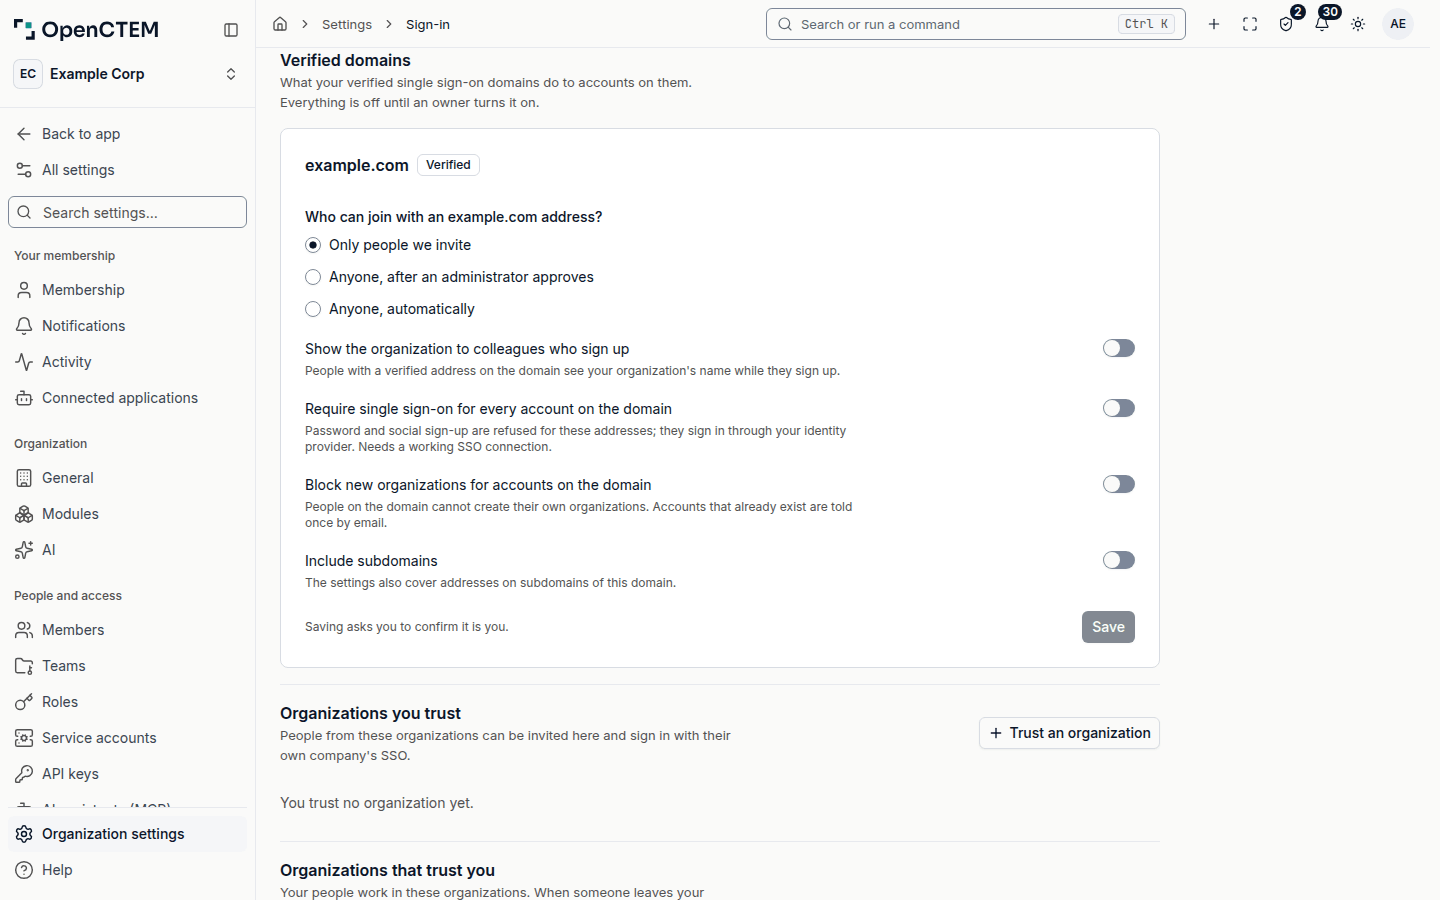 OpenCTEM
EC Example Corp
Back to app
All settings
Search settings...
Your membership
Membership
Notifications
Activity
Connected applications
Organization
General
Modules
AI
People and access
Members
Teams
Roles
Service accounts
API keys
Organization settings
Help
Settings Sign-in
Search or run a command Ctrl K
2
30
AE
Verified domains
What your verified single sign-on domains do to accounts on them.
Everything is off until an owner turns it on.
example.com Verified
Who can join with an example.com address?
Only people we invite
Anyone, after an administrator approves
Anyone, automatically
Show the organization to colleagues who sign up
People with a verified address on the domain see your organization's name while they sign up.
Require single sign-on for every account on the domain
Password and social sign-up are refused for these addresses; they sign in through your identity
provider. Needs a working SSO connection.
Block new organizations for accounts on the domain
People on the domain cannot create their own organizations. Accounts that already exist are told
once by email.
Include subdomains
The settings also cover addresses on subdomains of this domain.
Saving asks you to confirm it is you.
Save
Organizations you trust
People from these organizations can be invited here and sign in with their
own company's SSO.
Trust an organization
You trust no organization yet.
Organizations that trust you
Your people work in these organizations. When someone leaves your